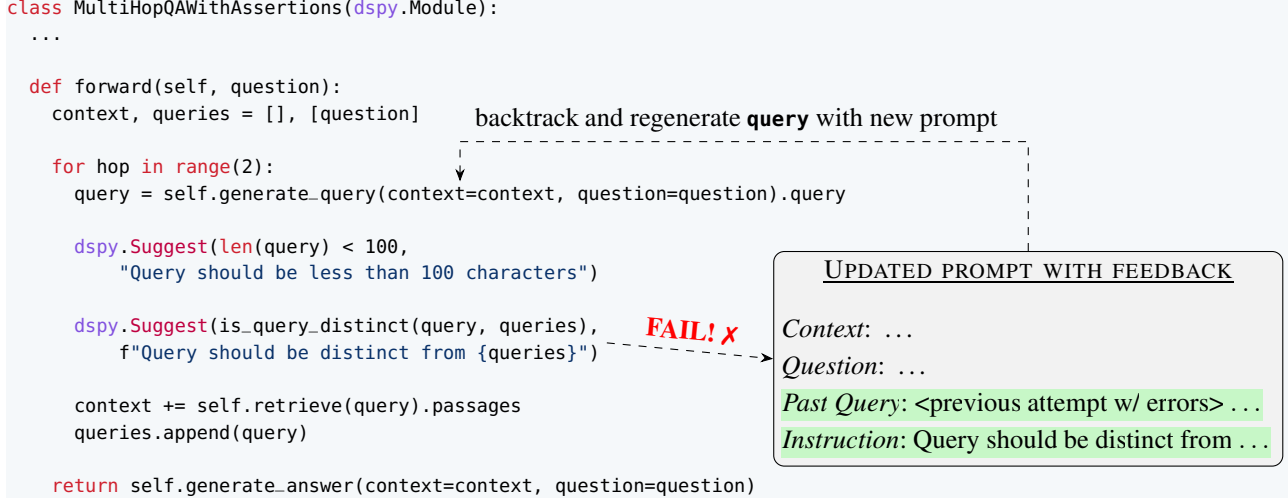 class MultiHopQAWithAssertions(dspy.Module):
...
def forward(self, question):
context, queries = [], [question]
backtrack and regenerate query with new prompt
for hop in range(2):
query = self.generate_query(context=context, question=question).query
dspy.Suggest(len(query) < 100,
"Query should be less than 100 characters")
dspy.Suggest(is_query_distinct(query, queries),
f"Query should be distinct from {queries}")
FAIL! ✗
context += self.retrieve(query).passages
queries.append(query)
return self.generate_answer(context=context, question=question)
UPDATED PROMPT WITH FEEDBACK
Context: ...
Question: ...
Past Query: <previous attempt w/ errors> ...
Instruction: Query should be distinct from ...